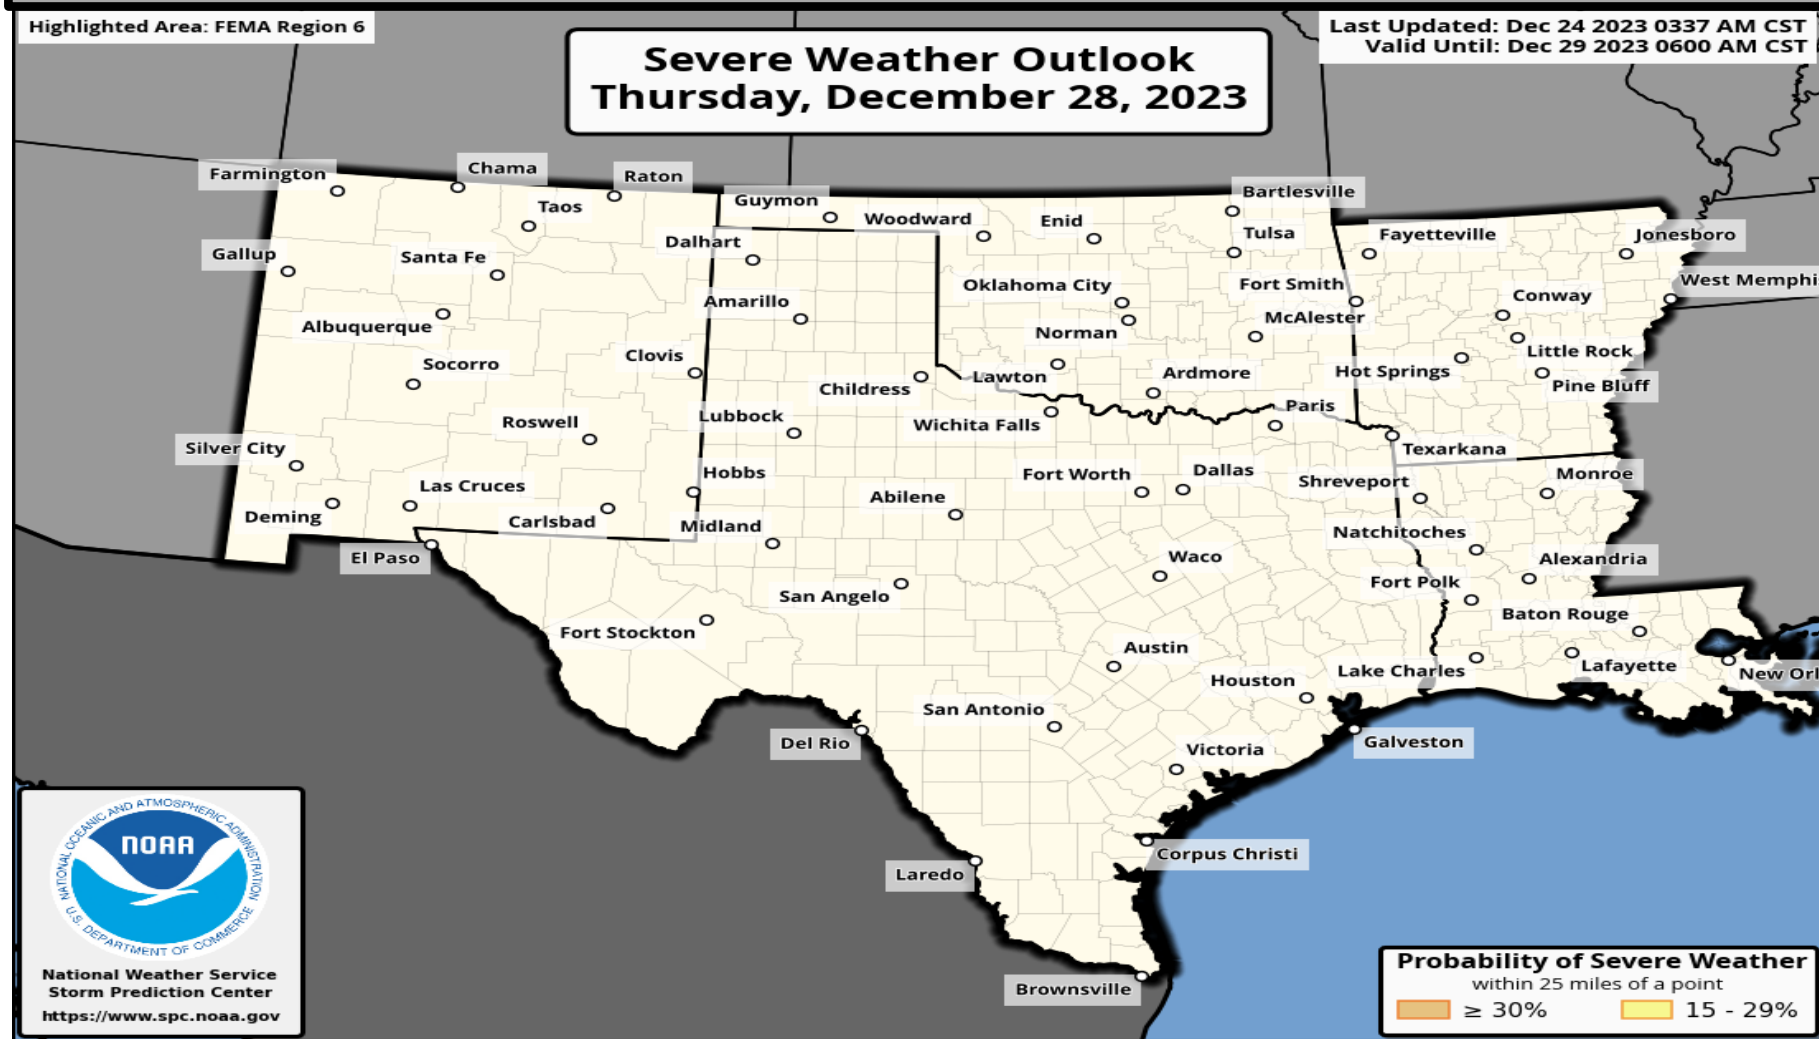 Highlighted Area: FEMA Region 6
Severe Weather Outlook
Thursday, December 28, 2023
Last Updated: Dec 24 2023 0337 AM CST
Valid Until: Dec 29 2023 0600 AM CST
Farmington
Chama
Raton
Taos
Guymon
Woodward
Enid
Bartlesville
Tulsa
Fayetteville
Jonesboro
Gallup
Santa Fe
Dalhart
Oklahoma City
Fort Smith
Conway
West Memphi
Albuquerque
Amarillo
Norman
McAlester
Little Rock
Socorro
Clovis
Childress
Lawton
Ardmore
Hot Springs
Pine Bluff
Roswell
Lubbock
Wichita Falls
Paris
Texarkana
Silver City
Las Cruces
Hobbs
Abilene
Fort Worth
Dallas
Shreveport
Monroe
Deming
Carlsbad
Midland
Natchitoches
El Paso
San Angelo
Waco
Fort Polk
Alexandria
Fort Stockton
Austin
Baton Rouge
Houston
Lake Charles
Lafayette
New Orl
San Antonio
Del Rio
Victoria
Galveston
Laredo
Corpus Christi
Brownsville
NATIONAL OCEANIC AND ATMOSPHERIC ADMINISTRATION
NOAA
U.S. DEPARTMENT OF COMMERCE
National Weather Service
Storm Prediction Center
https://www.spc.noaa.gov
Probability of Severe Weather
within 25 miles of a point
≥ 30%
15 - 29%